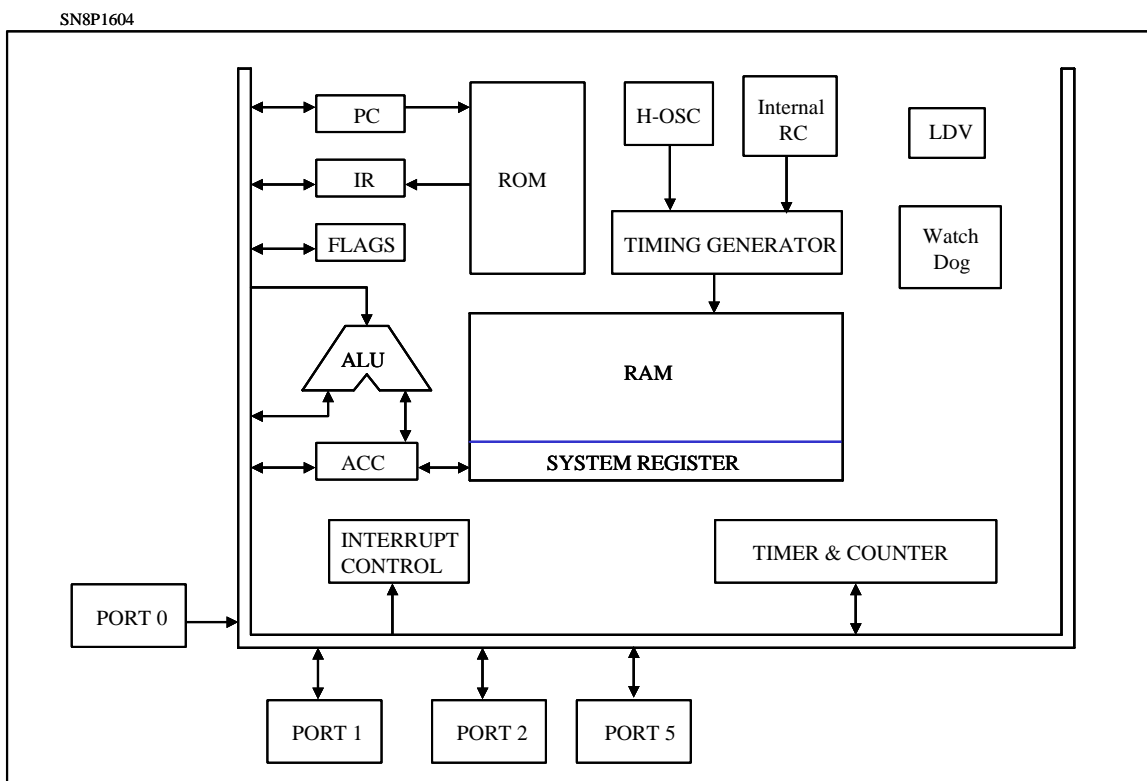 SN8P1604
PC
ROM
H-OSC
Internal
RC
LDV
IR
FLAGS
TIMING GENERATOR
Watch
Dog
ALU
RAM
ACC
SYSTEM REGISTER
INTERRUPT
CONTROL
TIMER & COUNTER
PORT 0
PORT 1
PORT 2
PORT 5